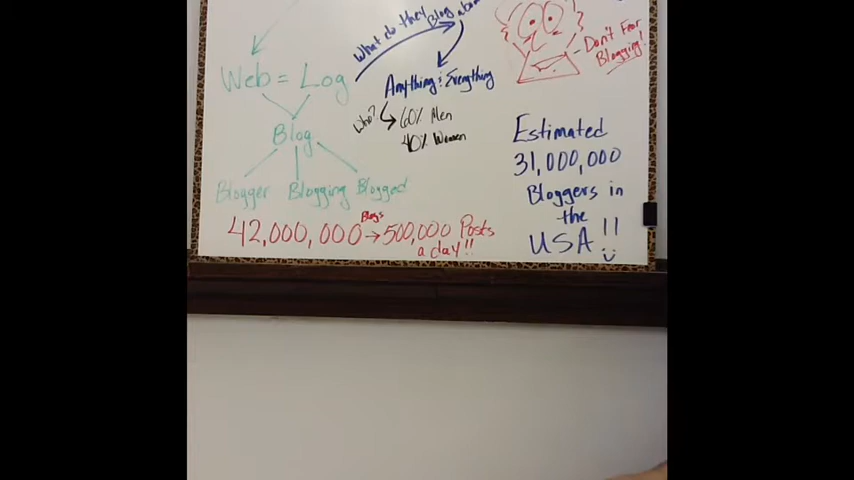 What do they Blog about
Web = Log
Anything & Everything
Who?
60% Men
40% Women
Blog
Blogger Blogging Blogged
Don't Fear
Blogging!
Estimated
31,000,000
Bloggers in
the
USA!!
Blogs
42,000,000 → 500,000 Posts
a day!!